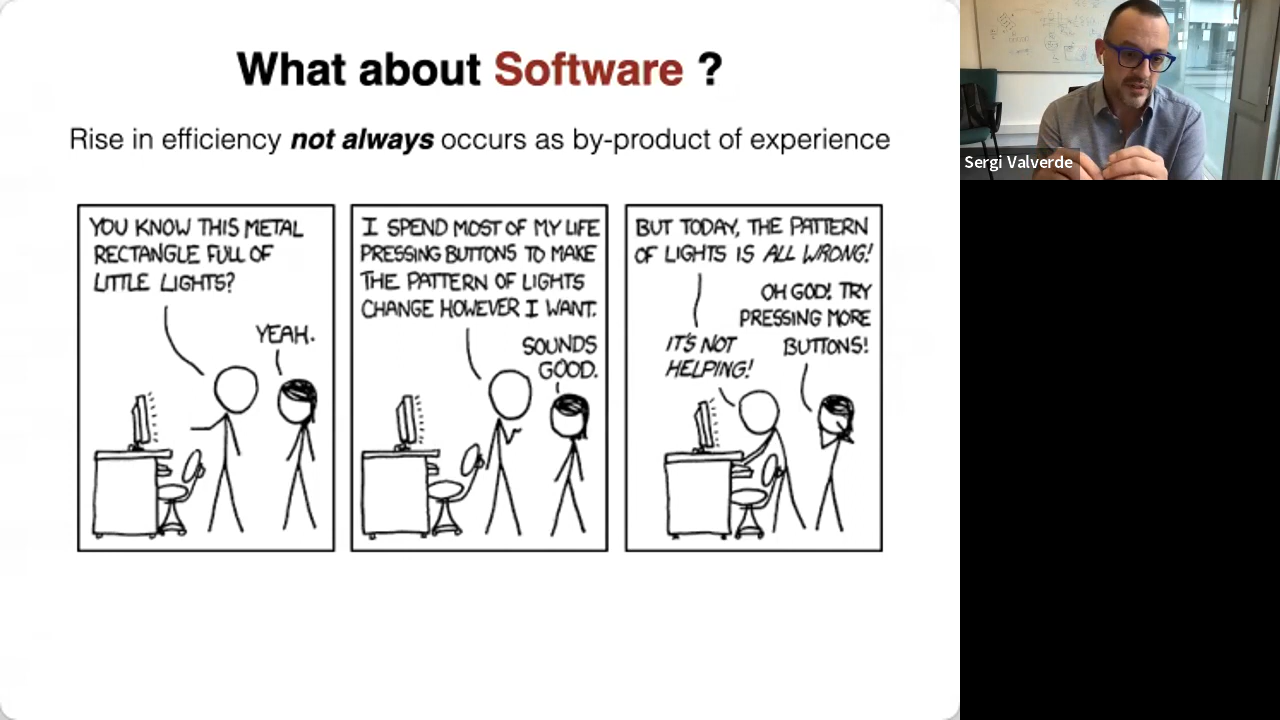 What about Software ?
Rise in efficiency not always occurs as by-product of experience
YOU KNOW THIS METAL
RECTANGLE FULL OF
LITTLE LIGHTS?
YEAH.
I SPEND MOST OF MY LIFE
PRESSING BUTTONS TO MAKE
THE PATTERN OF LIGHTS
CHANGE HOWEVER I WANT.
SOUNDS
GOOD.
BUT TODAY, THE PATTERN
OF LIGHTS IS ALL WRONG!
OH GOD! TRY
PRESSING MORE
BUTTONS!
IT'S NOT
HELPING!
Sergi Valverde